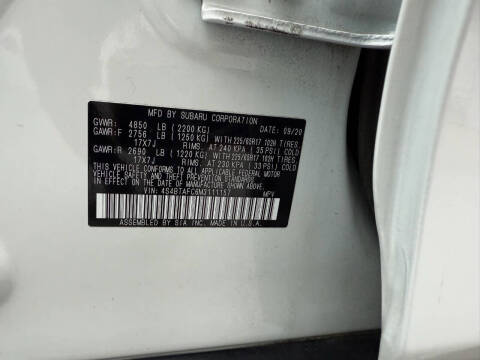 MFD BY SUBARU CORPORATION
DATE: 09/20
GVWR: 4850 LB (2200 KG)
GAWR:F 2756 LB (1250 KG) WITH 225/65R17 102H TIRES,
17X7J RIMS, AT 240 KPA (35 PSI) COLD
GAWR:R 2690 LB (1220 KG) WITH 225/65R17 102H TIRES,
17X7J RIMS, AT 230 KPA (33 PSI) COLD
THIS VEHICLE CONFORMS TO ALL APPLICABLE FEDERAL MOTOR
VEHICLE SAFETY, BUMPER AND THEFT PREVENTION STANDARDS
IN EFFECT ON THE DATE OF MANUFACTURE SHOWN ABOVE.
VIN: 4S4BTAFC6M3111157 MPV
ASSEMBLED BY SIA INC. MADE IN U.S.A.